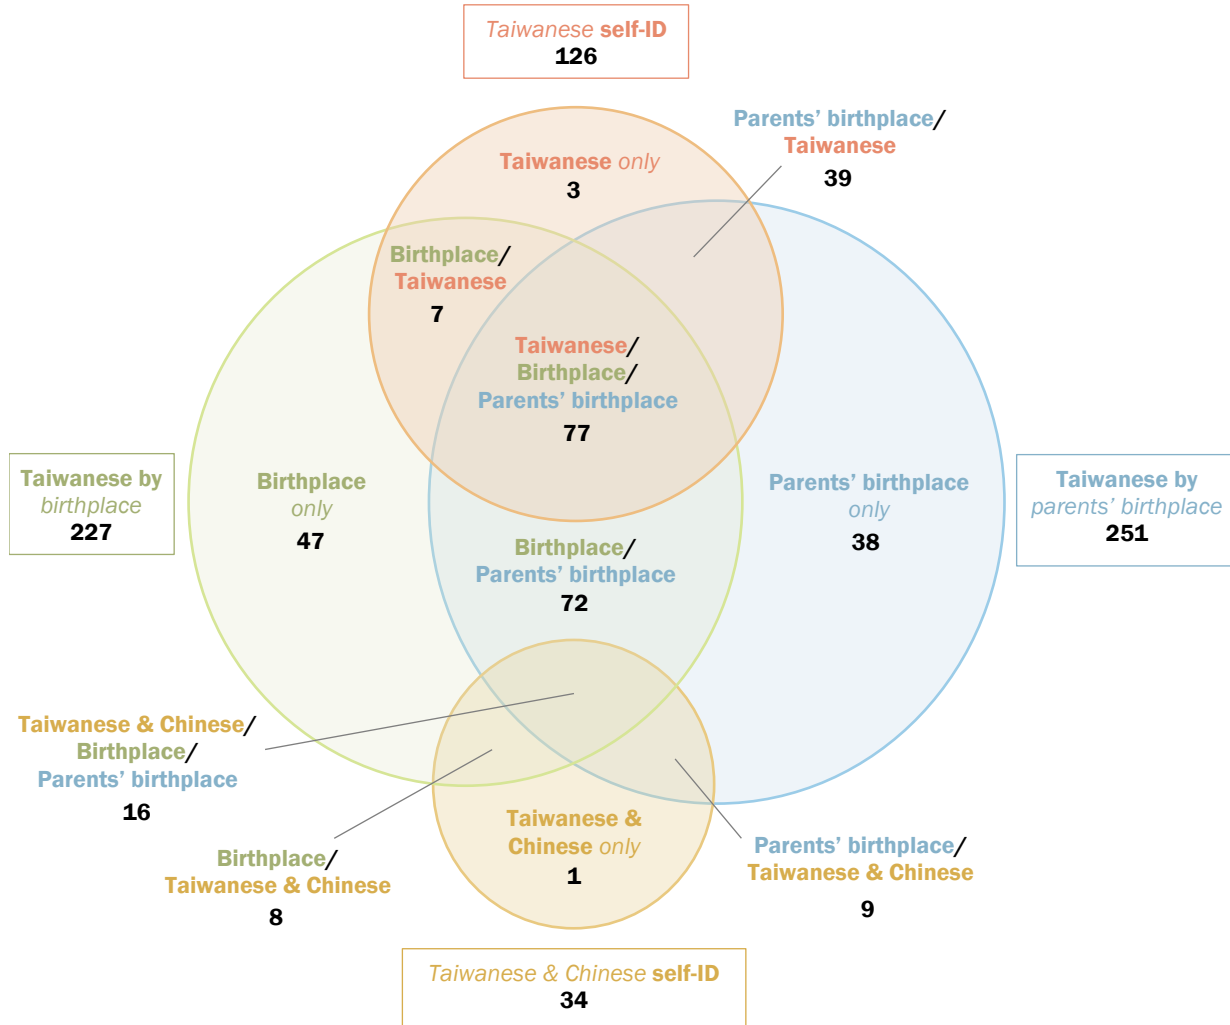 Taiwanese self-ID
126
Parents’ birthplace/
Taiwanese
39
Taiwanese only
3
Birthplace/
Taiwanese
7
Taiwanese/
Birthplace/
Parents’ birthplace
77
Taiwanese by
birthplace
227
Birthplace
only
47
Parents’ birthplace
only
38
Taiwanese by
parents’ birthplace
251
Birthplace/
Parents’ birthplace
72
Taiwanese & Chinese/
Birthplace/
Parents’ birthplace
16
Birthplace/
Taiwanese & Chinese
8
Taiwanese &
Chinese only
1
Parents’ birthplace/
Taiwanese & Chinese
9
Taiwanese & Chinese self-ID
34